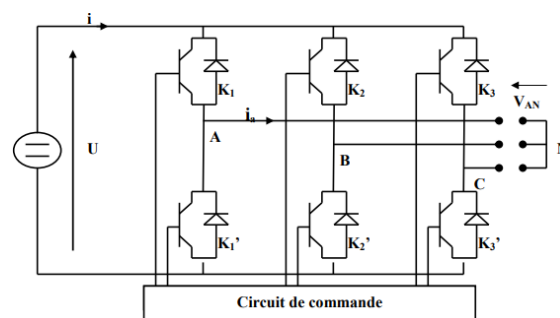 i
K1
K2
K3
VAN
ia
A
U
B
N
C
K1'
K2'
K3'
Circuit de commande